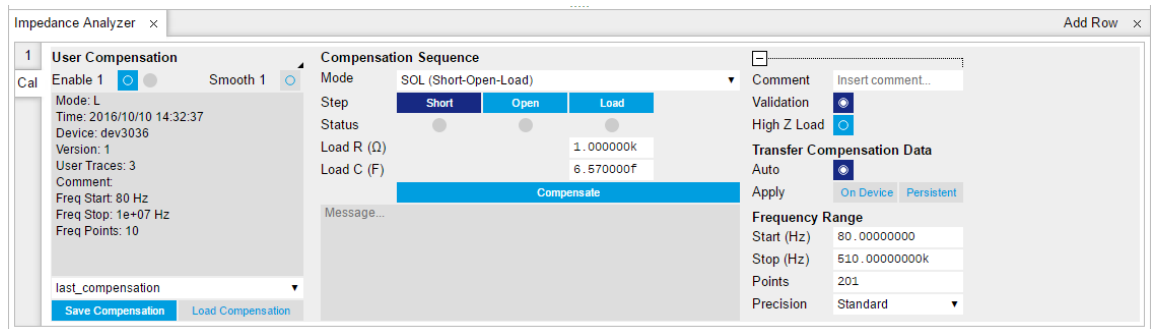 Impedance Analyzer ×
Add Row ×
1
Cal
User Compensation
Enable 1
Smooth 1
Mode: L
Time: 2016/10/10 14:32:37
Device: dev3036
Version: 1
User Traces: 3
Comment:
Freq Start: 80 Hz
Freq Stop: 1e+07 Hz
Freq Points: 10
last_compensation
Save Compensation
Load Compensation
Compensation Sequence
Mode SOL (Short-Open-Load)
Step Short Open Load
Status
Load R (Ω) 1.000000k
Load C (F) 6.570000f
Compensate
Message...
Comment Insert comment...
Validation
High Z Load
Transfer Compensation Data
Auto
Apply On Device Persistent
Frequency Range
Start (Hz) 80.00000000
Stop (Hz) 510.00000000k
Points 201
Precision Standard